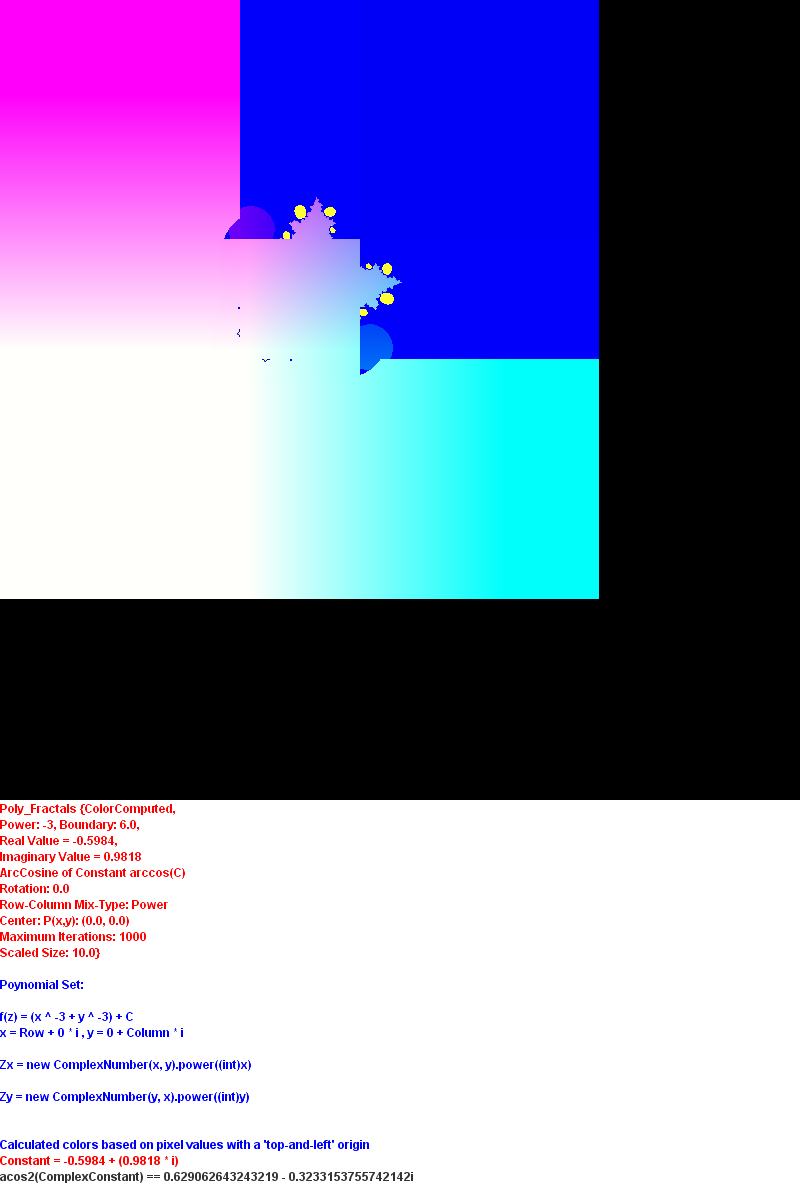 Poly_Fractals {ColorComputed,
Power: -3, Boundary: 6.0,
Real Value = -0.5984,
Imaginary Value = 0.9818
ArcCosine of Constant arccos(C)
Rotation: 0.0
Row-Column Mix-Type: Power
Center: P(x,y): (0.0, 0.0)
Maximum Iterations: 1000
Scaled Size: 10.0}
Poynomial Set:
f(z) = (x ^ -3 + y ^ -3) + C
x = Row + 0 * i , y = 0 + Column * i
Zx = new ComplexNumber(x, y).power((int)x)
Zy = new ComplexNumber(y, x).power((int)y)
Calculated colors based on pixel values with a 'top-and-left' origin
Constant = -0.5984 + (0.9818 * i)
acos2(ComplexConstant) == 0.629062643243219 - 0.3233153755742142i